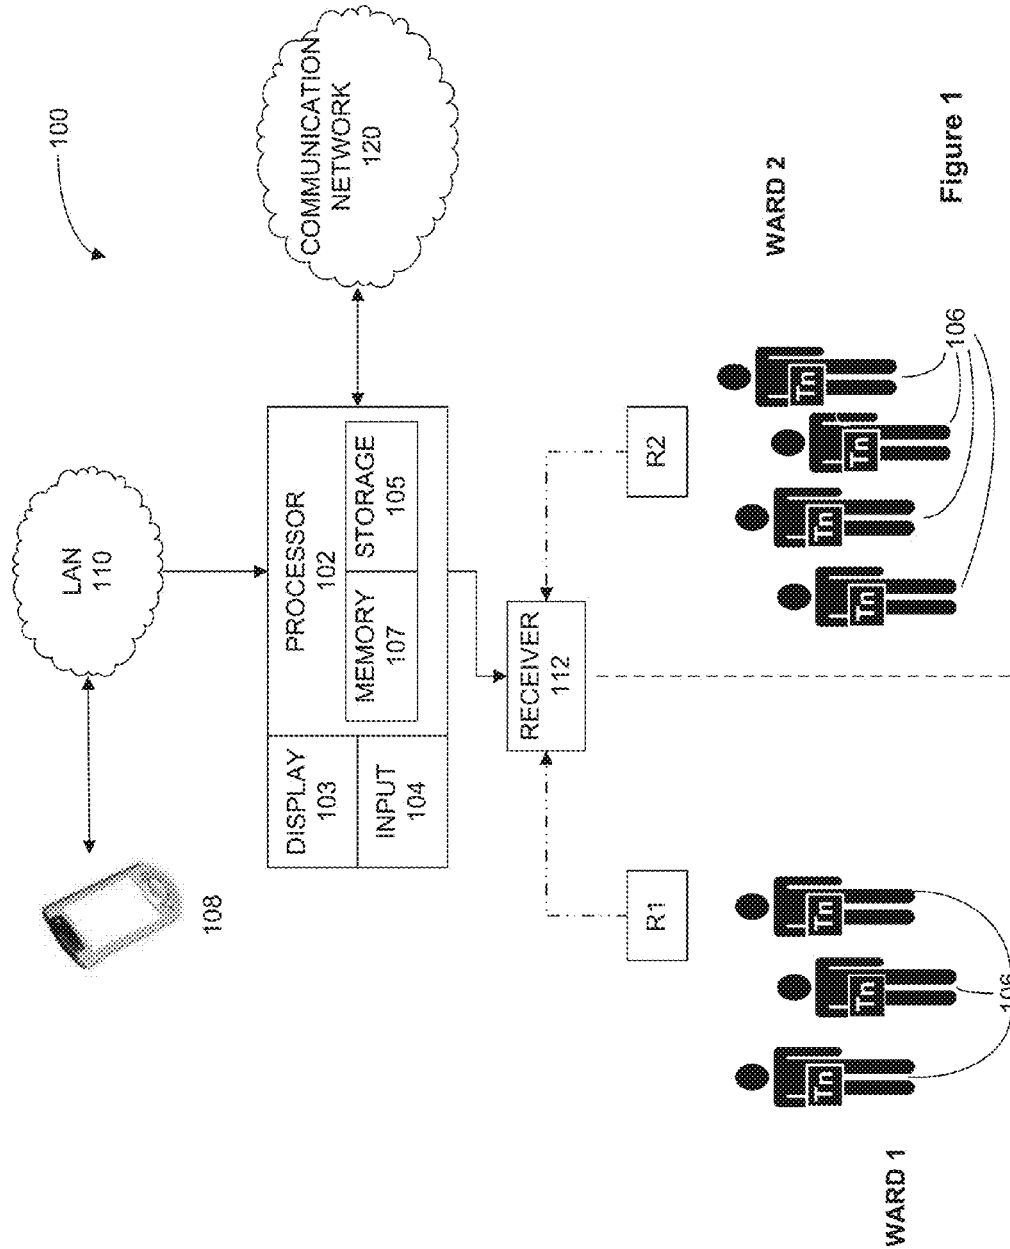 100
LAN
110
COMMUNICATION
NETWORK
120
108
PROCESSOR
102
DISPLAY
103
INPUT
104
MEMORY
107
STORAGE
105
RECEIVER
112
R1
R2
WARD 1
106
WARD 2
106
Figure 1